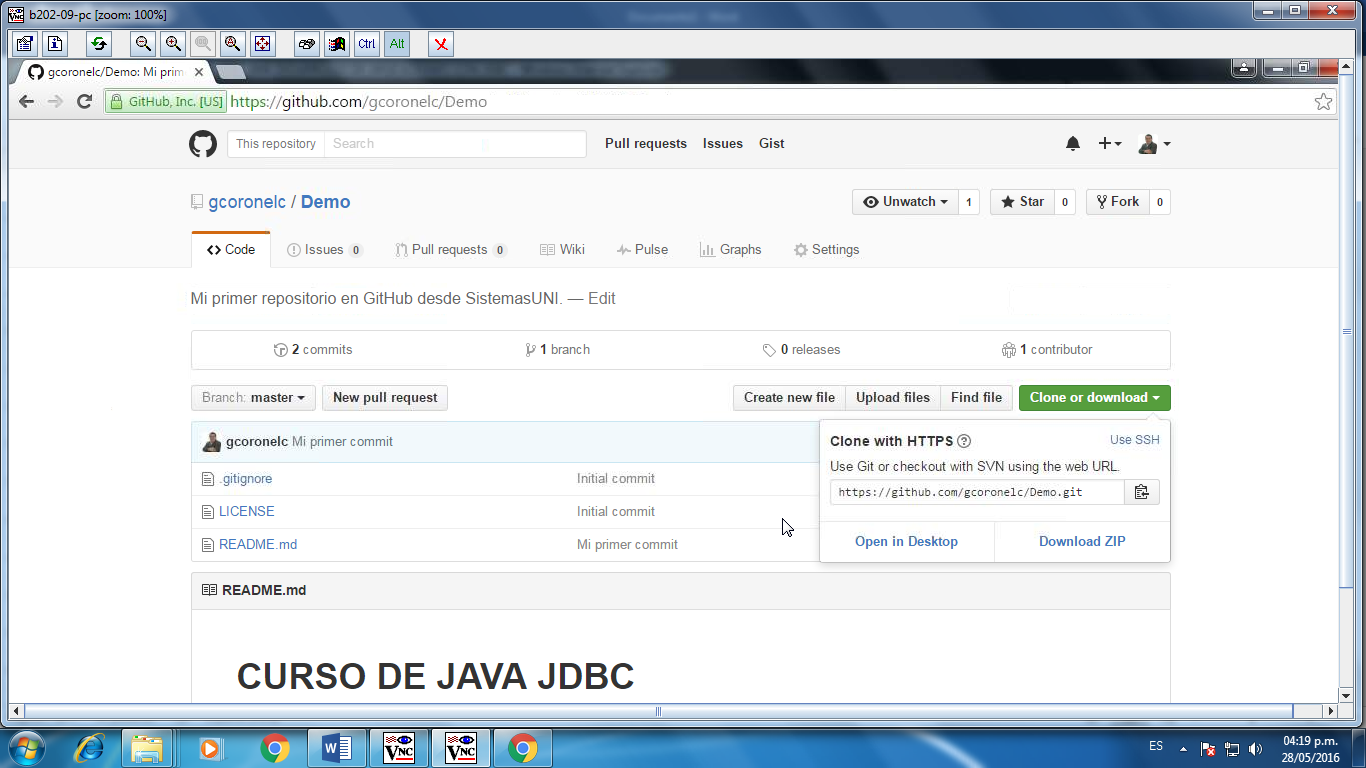 b202-09-pc [zoom: 100%]
Ctrl
Alt
gcoronelc/Demo: Mi prim
GitHub, Inc. [US]
https://github.com/gcoronelc/Demo
This repository
Search
Pull requests
Issues
Gist
gcoronelc / Demo
Unwatch
1
Star
0
Fork
0
Code
Issues 0
Pull requests 0
Wiki
Pulse
Graphs
Settings
Mi primer repositorio en GitHub desde SistemasUNI. — Edit
2 commits
1 branch
0 releases
1 contributor
Branch: master
New pull request
Create new file
Upload files
Find file
Clone or download
gcoronelc Mi primer commit
.gitignore
Initial commit
LICENSE
Initial commit
README.md
Mi primer commit
Clone with HTTPS
Use SSH
Use Git or checkout with SVN using the web URL.
https://github.com/gcoronelc/Demo.git
Open in Desktop
Download ZIP
README.md
CURSO DE JAVA JDBC
VNC
VNC
ES
04:19 p.m.
28/05/2016